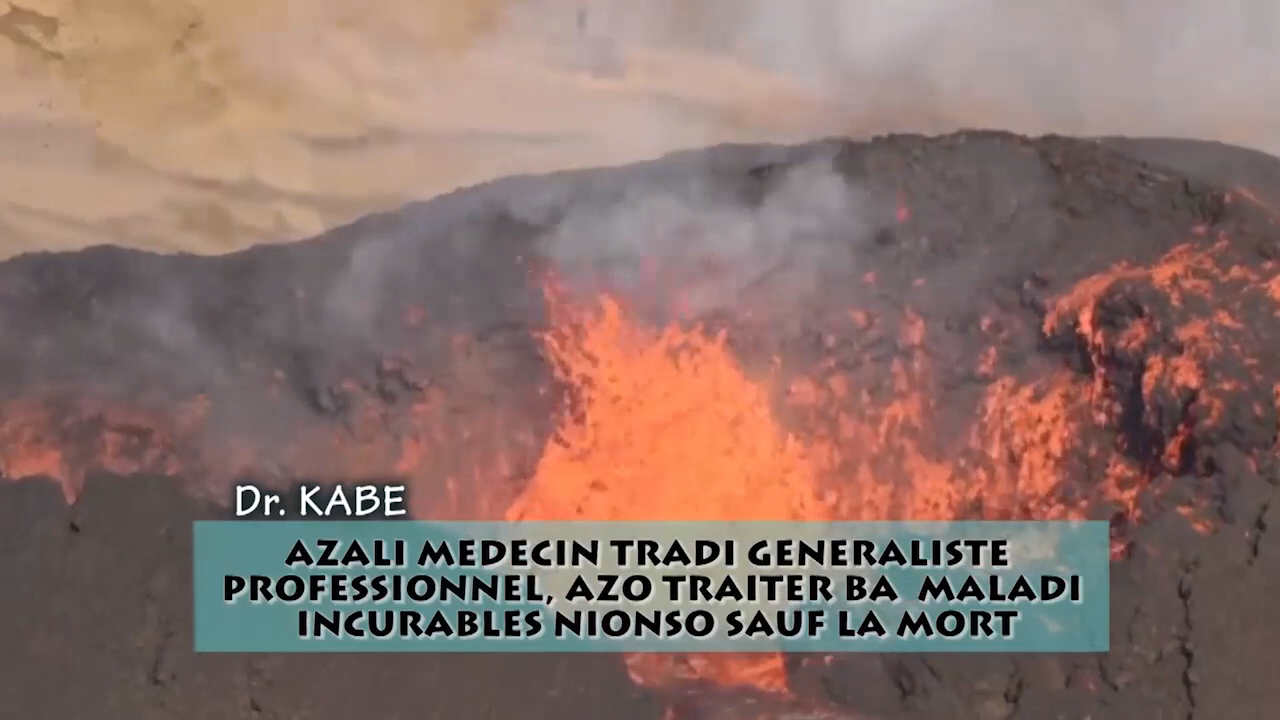 Dr. KABE
AZALI MEDECIN TRADI GENERALISTE
PROFESSIONNEL, AZO TRAITER BA MALADI
INCURABLES NIONSO SAUF LA MORT